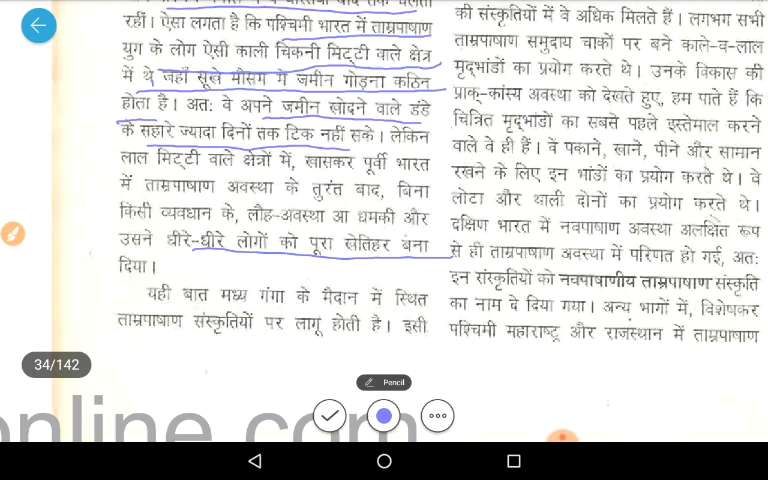 रहीं। ऐसा लगता है कि पश्चिमी भारत में ताम्रपाषाण
युग के लोग ऐसी काली चिकनी मिट्टी वाले क्षेत्र
में थे जहाँ सूखे मौसम में जमीन गोड़ना कठिन
होता है। अतः वे अपने जमीन खोदने वाले डंडे
के सहारे ज्यादा दिनों तक टिक नहीं सके। लेकिन
लाल मिट्टी वाले क्षेत्रों में, खासकर पूर्वी भारत
में ताम्रपाषाण अवस्था के तुरंत बाद, बिना
किसी व्यवधान के, लौह-अवस्था आ धमकी और
उसने धीरे-धीरे लोगों को पूरा खेतिहर बना
दिया।
यही बात मध्य गंगा के मैदान में स्थित
ताम्रपाषाण संस्कृतियों पर लागू होती है। इसी
की संस्कृतियों में वे अधिक मिलते हैं। लगभग सभी
ताम्रपाषाण समुदाय चाकों पर बने काले-व-लाल
मृद्भांडों का प्रयोग करते थे। उनके विकास की
प्राक्-कांस्य अवस्था को देखते हुए, हम पाते हैं कि
चित्रित मृद्भांडों का सबसे पहले इस्तेमाल करने
वाले वे ही हैं। वे पकाने, खाने, पीने और सामान
रखने के लिए इन भांडों का प्रयोग करते थे। वे
लोटा और थाली दोनों का प्रयोग करते थे।
दक्षिण भारत में नवपाषाण अवस्था अलक्षित रूप
से ही ताम्रपाषाण अवस्था में परिणत हो गई, अतः
इन संस्कृतियों को नवपाषाणीय ताम्रपाषाण संस्कृति
का नाम दे दिया गया। अन्य भागों में, विशेषकर
पश्चिमी महाराष्ट्र और राजस्थान में ताम्रपाषाण
34/142
Pencil
online.com